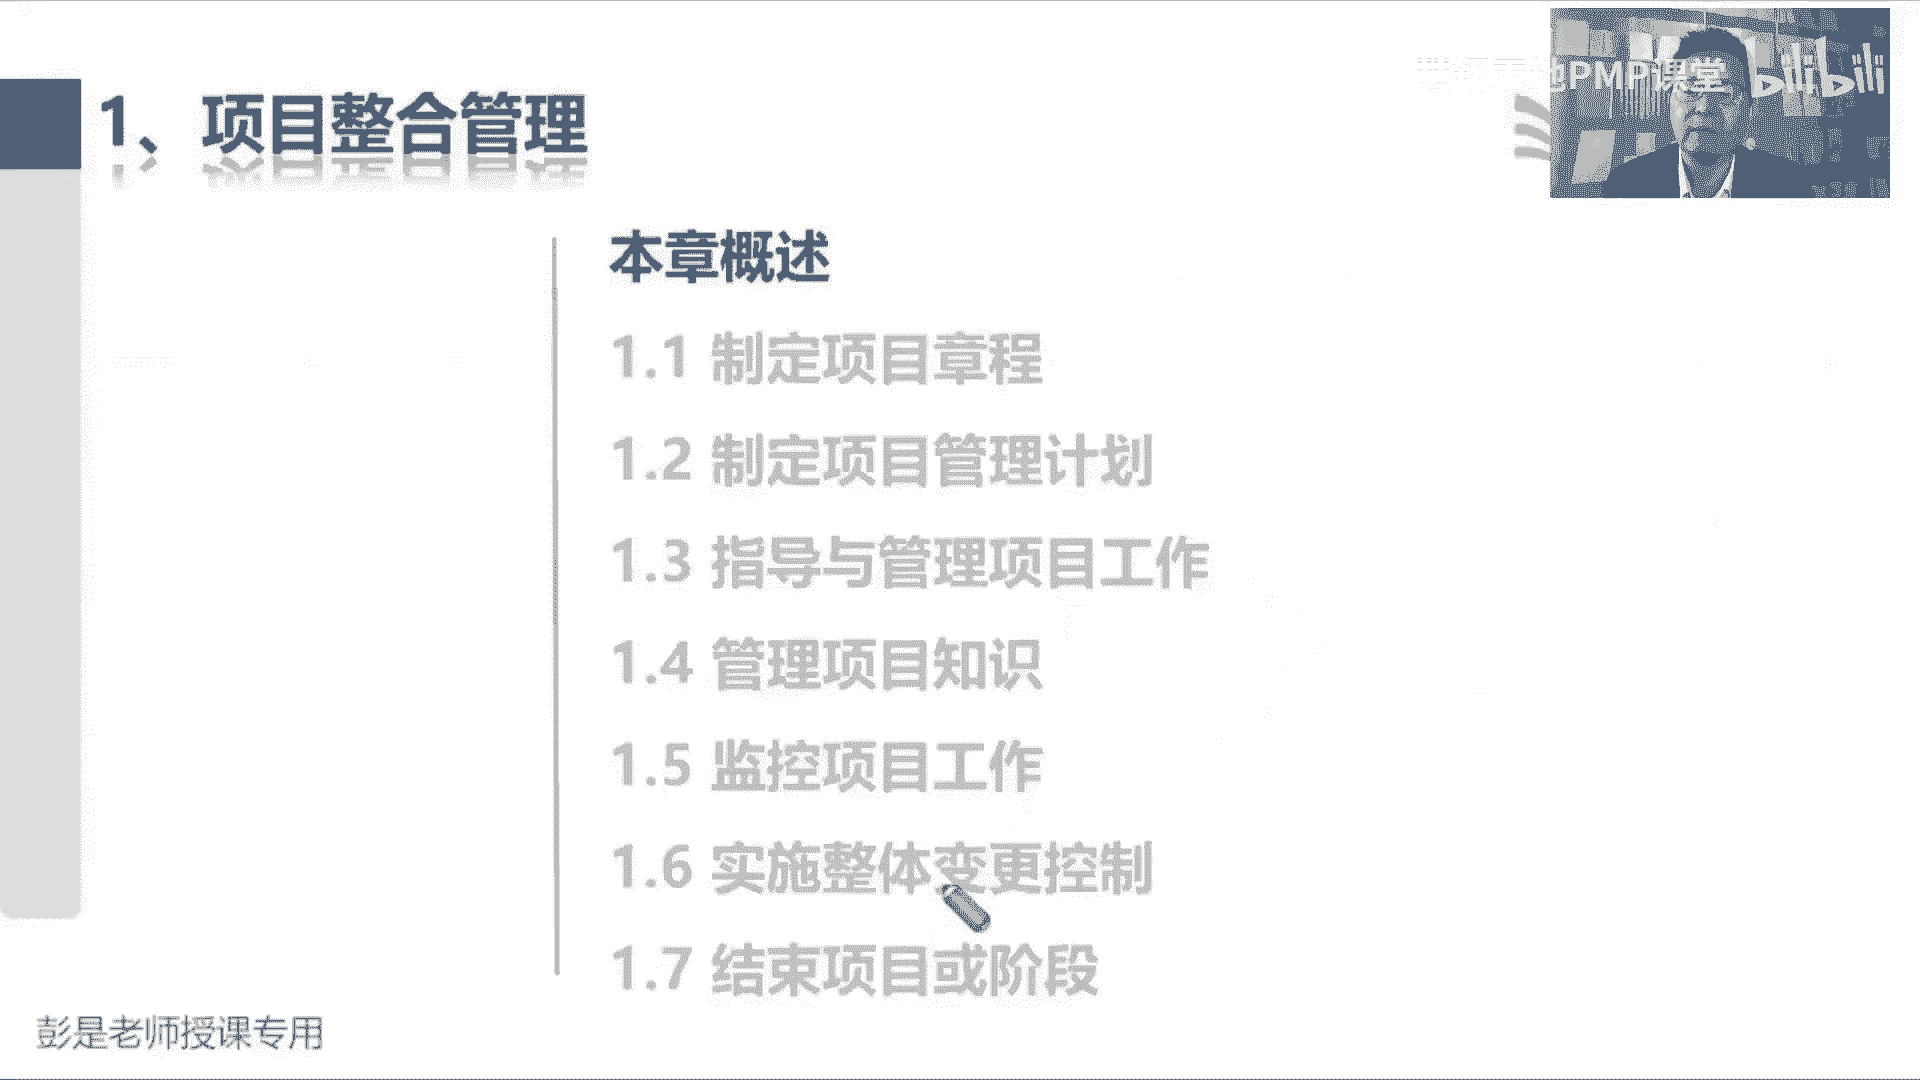 1、项目整合管理
地PMP课堂
bilibili
本章概述
1.1 制定项目章程
1.2 制定项目管理计划
1.3 指导与管理项目工作
1.4 管理项目知识
1.5 监控项目工作
1.6 实施整体变更控制
1.7 结束项目或阶段
彭是老师授课专用